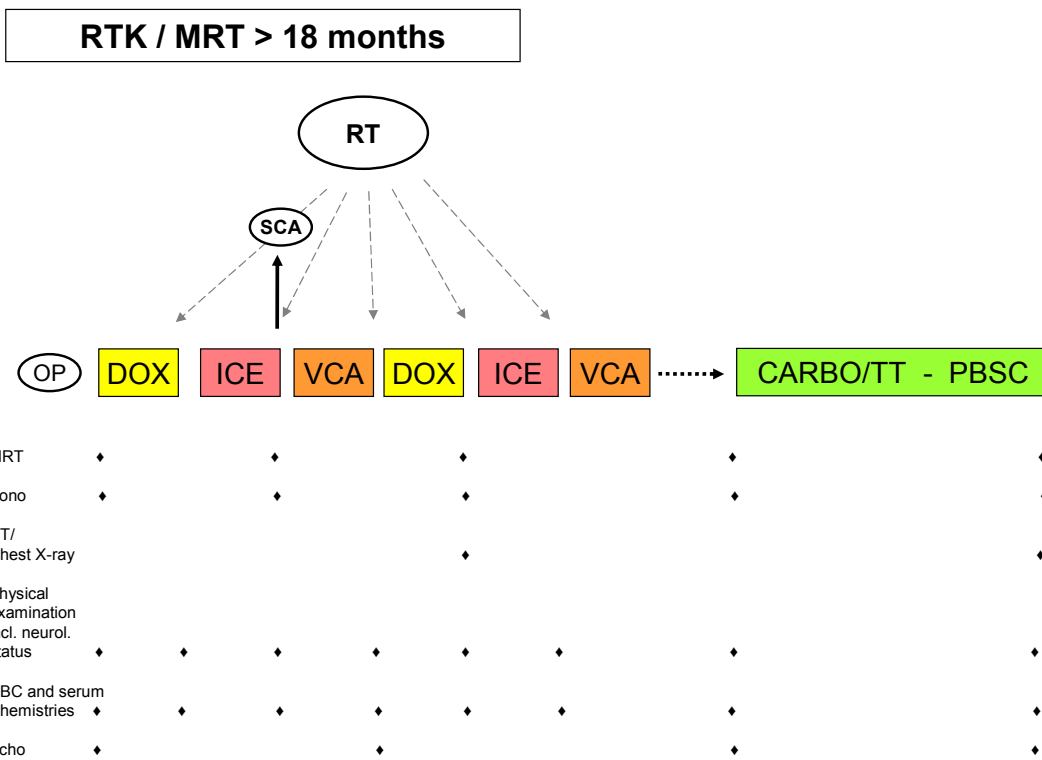 RTK / MRT > 18 months
RT
SCA
OP DOX ICE VCA DOX ICE VCA CARBO/TT - PBSC
RT
ono
T/
hest X-ray
hysical
xamination
cl. neurol.
tatus
BC and serum
hemistries
cho